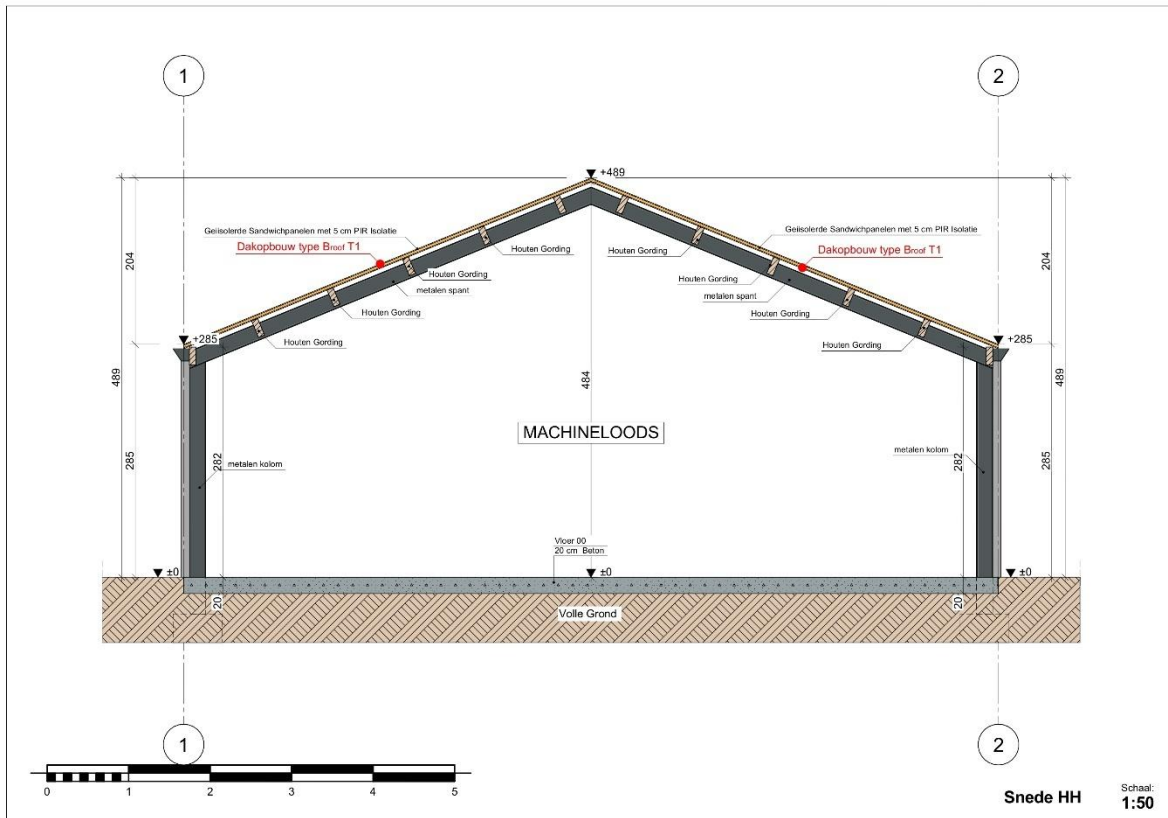 1
2
+489
Geïisolerde Sandwichpanelen met 5 cm PIR Isolatie
Geïisolerde Sandwichpanelen met 5 cm PIR Isolatie
Dakopbouw type Broof T1
Dakopbouw type Broof T1
Houten Gording
Houten Gording
204
204
Houten Gording
Houten Gording
metalen spant
metalen spant
Houten Gording
Houten Gording
+285
+285
Houten Gording
Houten Gording
489
484
489
MACHINELOODS
285
282
metalen kolom
metalen kolom
282
285
Vloer 00
20 cm Beton
±0
±0
±0
20
20
Volle Grond
1
2
0 1 2 3 4 5
Snede HH
Schaal:
1:50